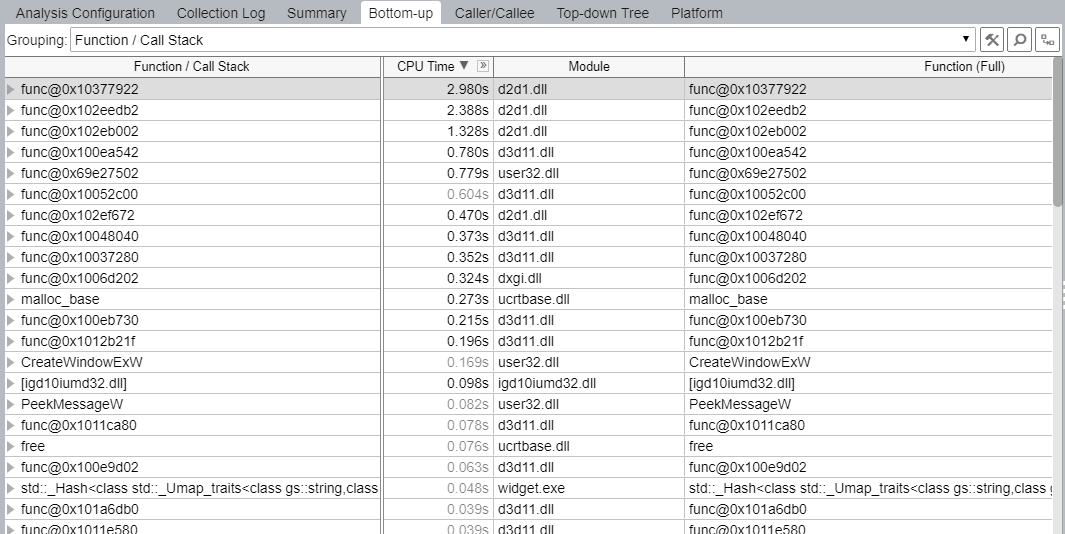 Analysis Configuration Collection Log Summary Bottom-up Caller/Callee Top-down Tree Platform
Grouping: Function / Call Stack
Function / Call Stack CPU Time Module Function (Full)
func@0x10377922 2.980s d2d1.dll func@0x10377922
func@0x102eedb2 2.388s d2d1.dll func@0x102eedb2
func@0x102eb002 1.328s d2d1.dll func@0x102eb002
func@0x100ea542 0.780s d3d11.dll func@0x100ea542
func@0x69e27502 0.779s user32.dll func@0x69e27502
func@0x10052c00 0.604s d3d11.dll func@0x10052c00
func@0x102ef672 0.470s d2d1.dll func@0x102ef672
func@0x10048040 0.373s d3d11.dll func@0x10048040
func@0x10037280 0.352s d3d11.dll func@0x10037280
func@0x1006d202 0.324s dxgi.dll func@0x1006d202
malloc_base 0.273s ucrtbase.dll malloc_base
func@0x100eb730 0.215s d3d11.dll func@0x100eb730
func@0x1012b21f 0.196s d3d11.dll func@0x1012b21f
CreateWindowExW 0.169s user32.dll CreateWindowExW
[igd10iumd32.dll] 0.098s igd10iumd32.dll [igd10iumd32.dll]
PeekMessageW 0.082s user32.dll PeekMessageW
func@0x1011ca80 0.078s d3d11.dll func@0x1011ca80
free 0.076s ucrtbase.dll free
func@0x100e9d02 0.063s d3d11.dll func@0x100e9d02
std::_Hash<class std::_Umap_traits<class gs::string,class 0.048s widget.exe std::_Hash<class std::_Umap_traits<class gs::string,class g
func@0x101a6db0 0.039s d3d11.dll func@0x101a6db0
func@0x1011e580 0.039s d3d11.dll func@0x1011e580